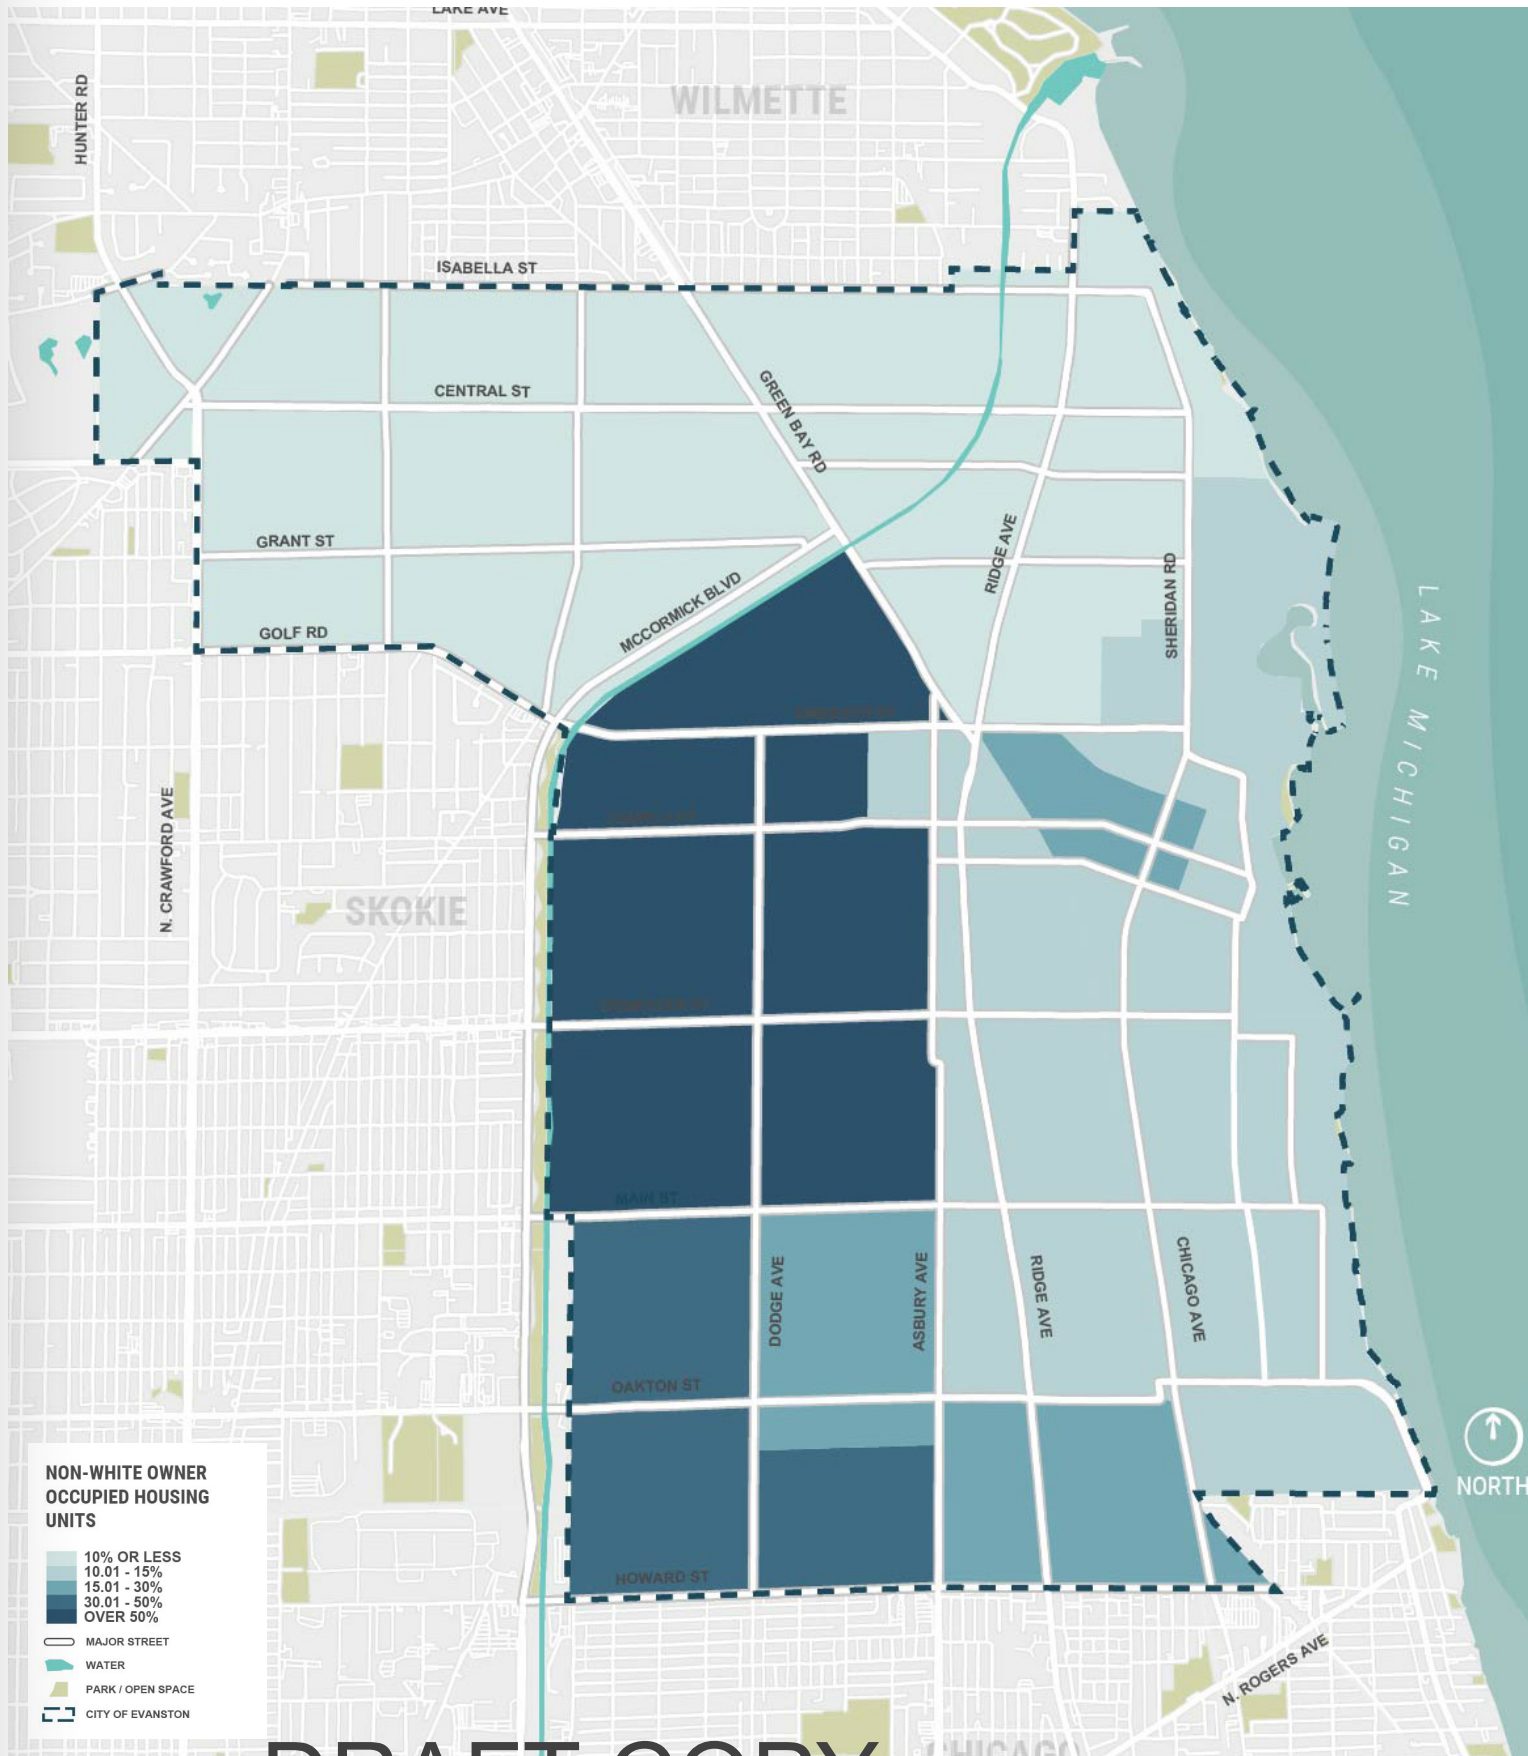 LAKE AVE
HUNTER RD
WILMETTE
ISABELLA ST
CENTRAL ST
GREEN BAY RD
GRANT ST
RIDGE AVE
SHERIDAN RD
MCCORMICK BLVD
GOLF RD
LAKE MICHIGAN
N. CRAWFORD AVE
SKOKIE
MAIN ST
DODGE AVE
ASBURY AVE
RIDGE AVE
CHICAGO AVE
OAKTON ST
HOWARD ST
NORTH
NON-WHITE OWNER
OCCUPIED HOUSING
UNITS
10% OR LESS
10.01 - 15%
15.01 - 30%
30.01 - 50%
OVER 50%
MAJOR STREET
WATER
PARK / OPEN SPACE
CITY OF EVANSTON
N. ROGERS AVE
DRAFT COPY
CHICAGO